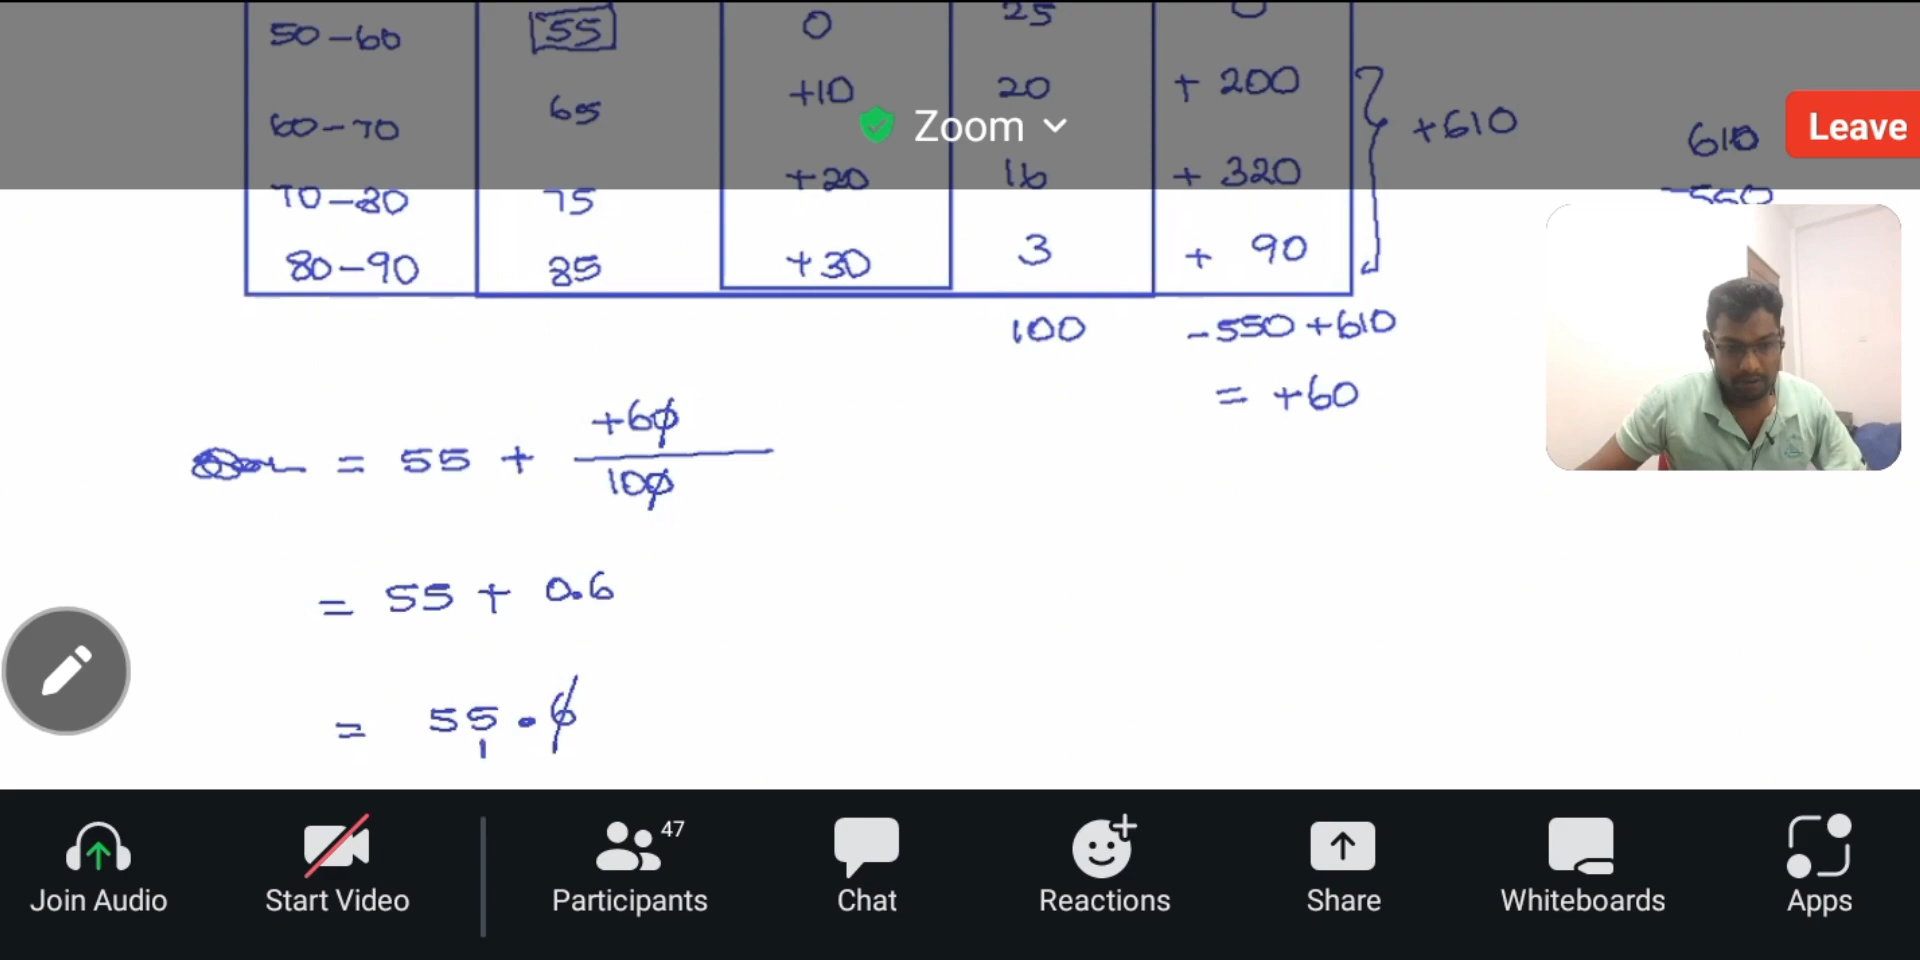 50-60 55 0 25 0
60-70 65 +10 20 + 200
70-80 75 +20 16 + 320
80-90 85 +30 3 + 90
+610
610
-550
Zoom
Leave
100 -550 +610
= +60
= 55 + +60/100
= 55 + 0.6
= 55.6
Join Audio
Start Video
47
Participants
Chat
Reactions
Share
Whiteboards
Apps